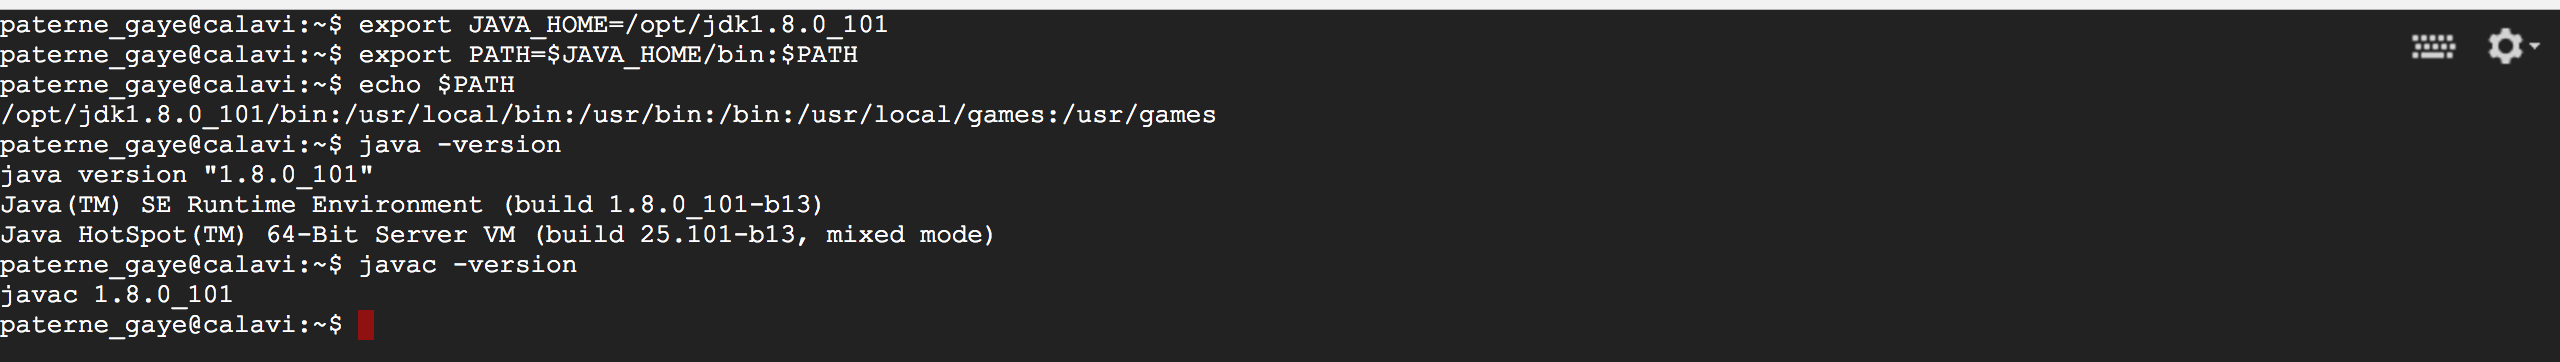 paterne_gaye@calavi:~$ export JAVA_HOME=/opt/jdk1.8.0_101
paterne_gaye@calavi:~$ export PATH=$JAVA_HOME/bin:$PATH
paterne_gaye@calavi:~$ echo $PATH
/opt/jdk1.8.0_101/bin:/usr/local/bin:/usr/bin:/bin:/usr/local/games:/usr/games
paterne_gaye@calavi:~$ java -version
java version "1.8.0_101"
Java(TM) SE Runtime Environment (build 1.8.0_101-b13)
Java HotSpot(TM) 64-Bit Server VM (build 25.101-b13, mixed mode)
paterne_gaye@calavi:~$ javac -version
javac 1.8.0_101
paterne_gaye@calavi:~$